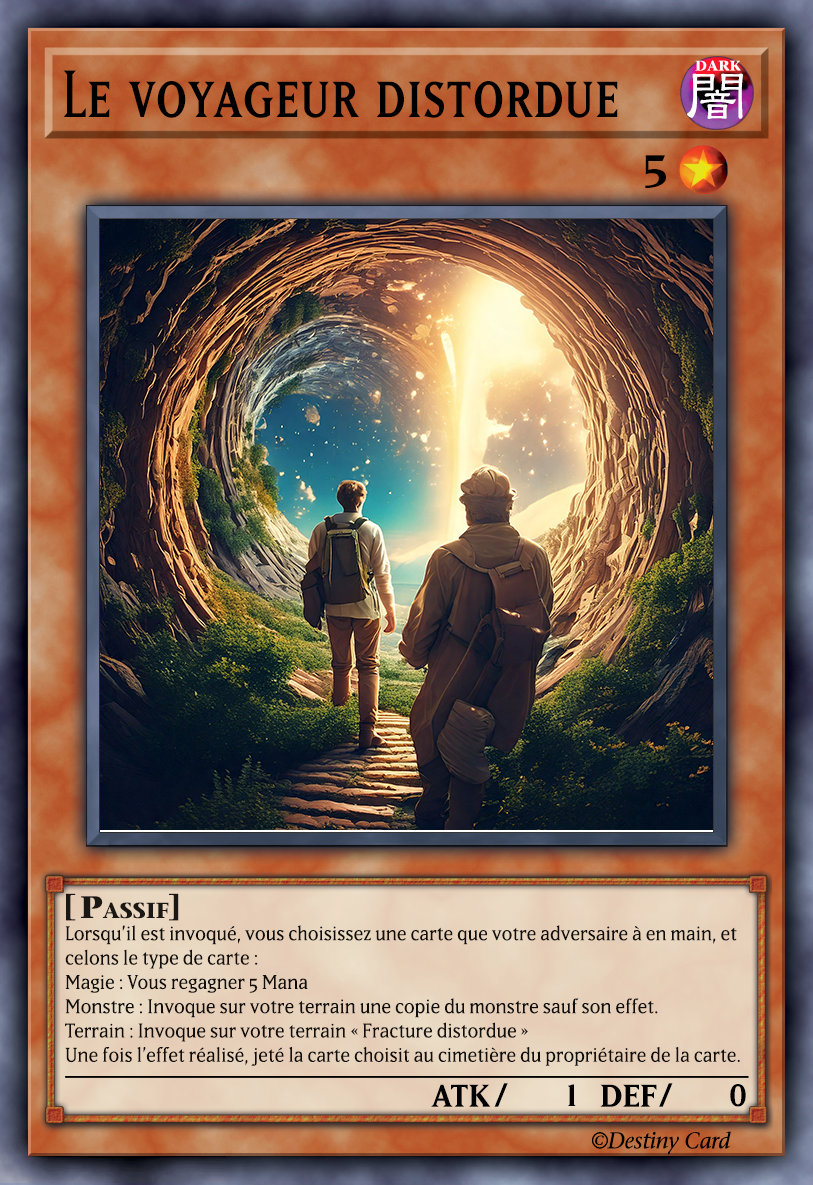 Le voyageur distordue
DARK
闇
5
[ Passif]
Lorsqu'il est invoqué, vous choisissez une carte que votre adversaire à en main, et
celons le type de carte :
Magie : Vous regagner 5 Mana
Monstre : Invoque sur votre terrain une copie du monstre sauf son effet.
Terrain : Invoque sur votre terrain « Fracture distordue »
Une fois l'effet réalisé, jeté la carte choisit au cimetière du propriétaire de la carte.
ATK/ 1 DEF/ 0
©Destiny Card